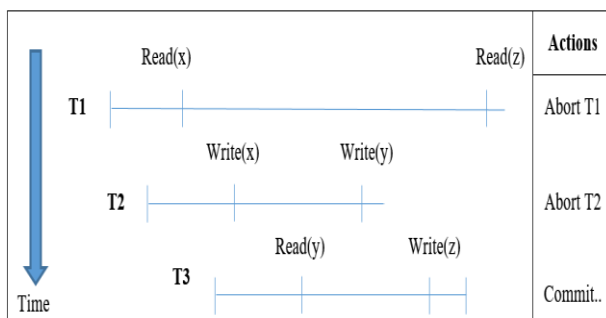 Actions
Read(x) Read(z)
T1 Abort T1
Write(x) Write(y)
T2 Abort T2
Read(y) Write(z)
T3
Time Commit..